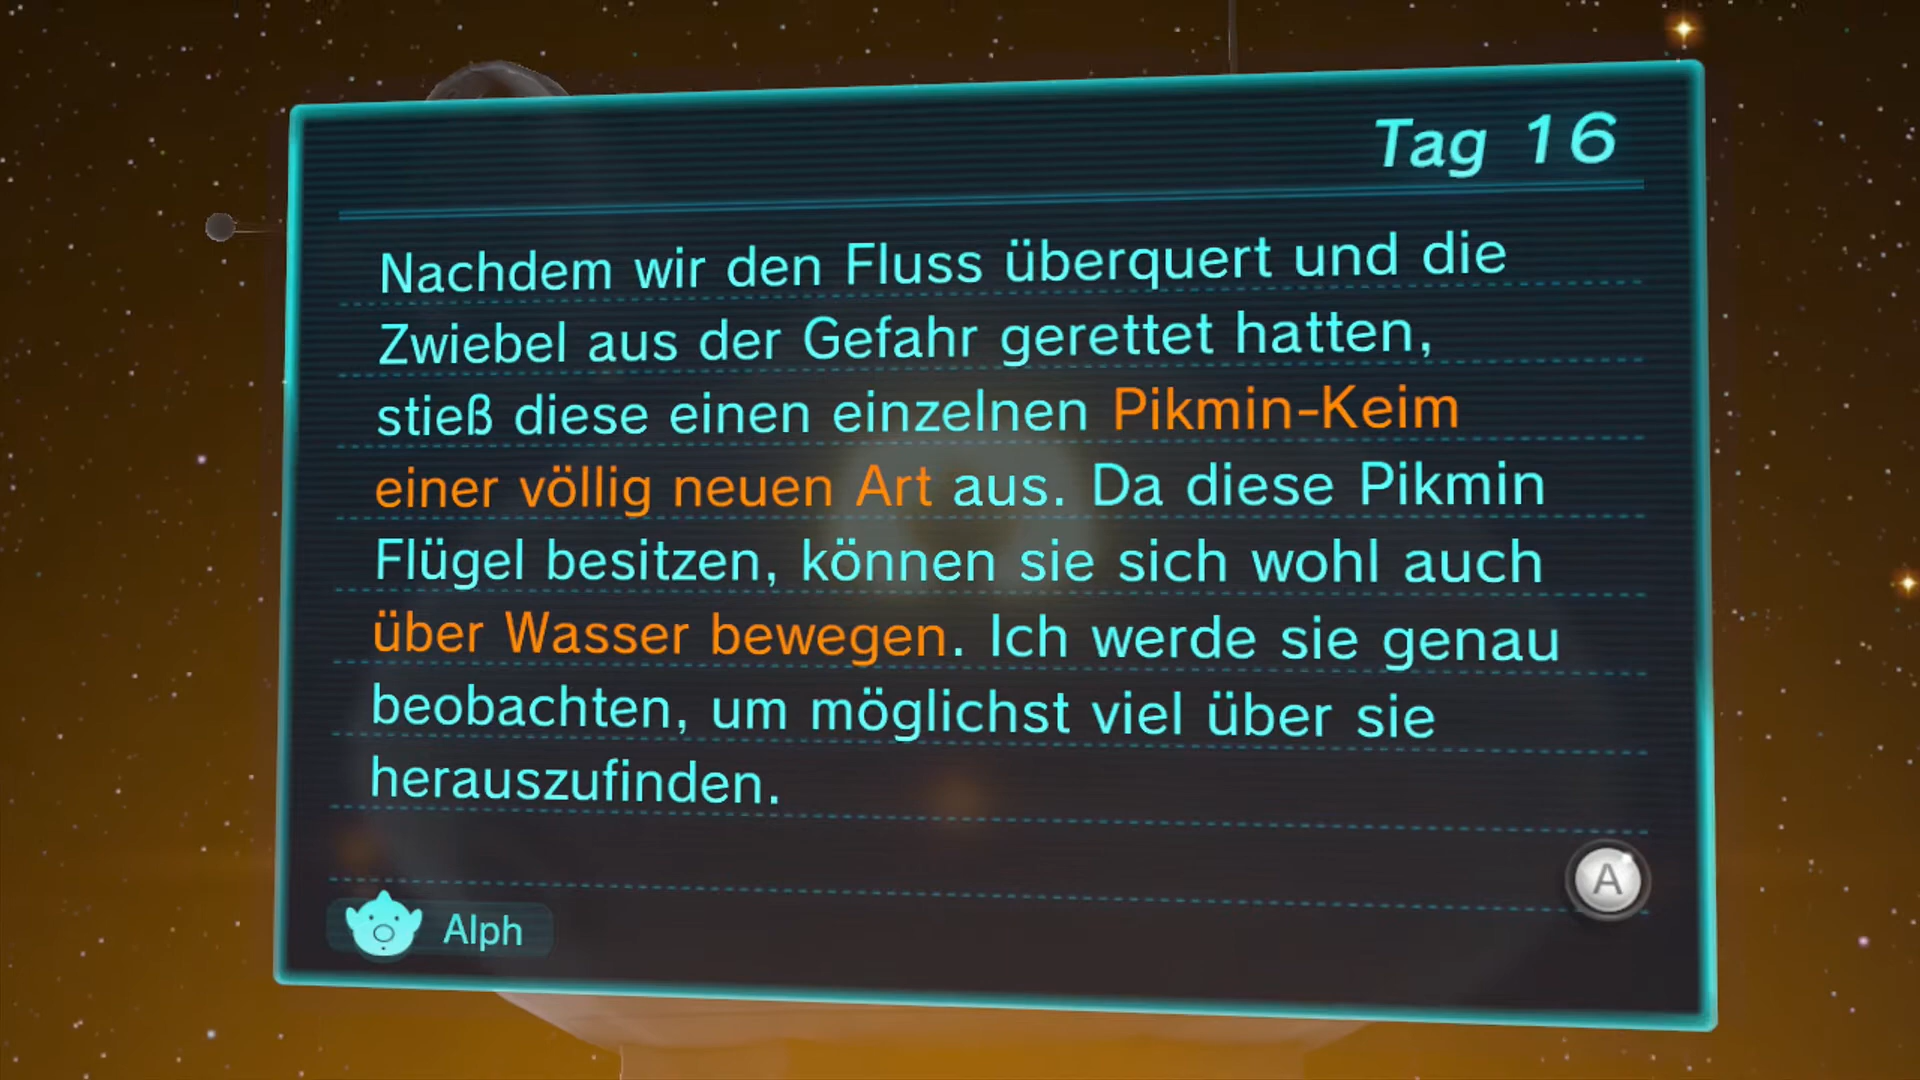 Tag 16
Nachdem wir den Fluss überquert und die
Zwiebel aus der Gefahr gerettet hatten,
stieß diese einen einzelnen Pikmin-Keim
einer völlig neuen Art aus. Da diese Pikmin
Flügel besitzen, können sie sich wohl auch
über Wasser bewegen. Ich werde sie genau
beobachten, um möglichst viel über sie
herauszufinden.
A
Alph